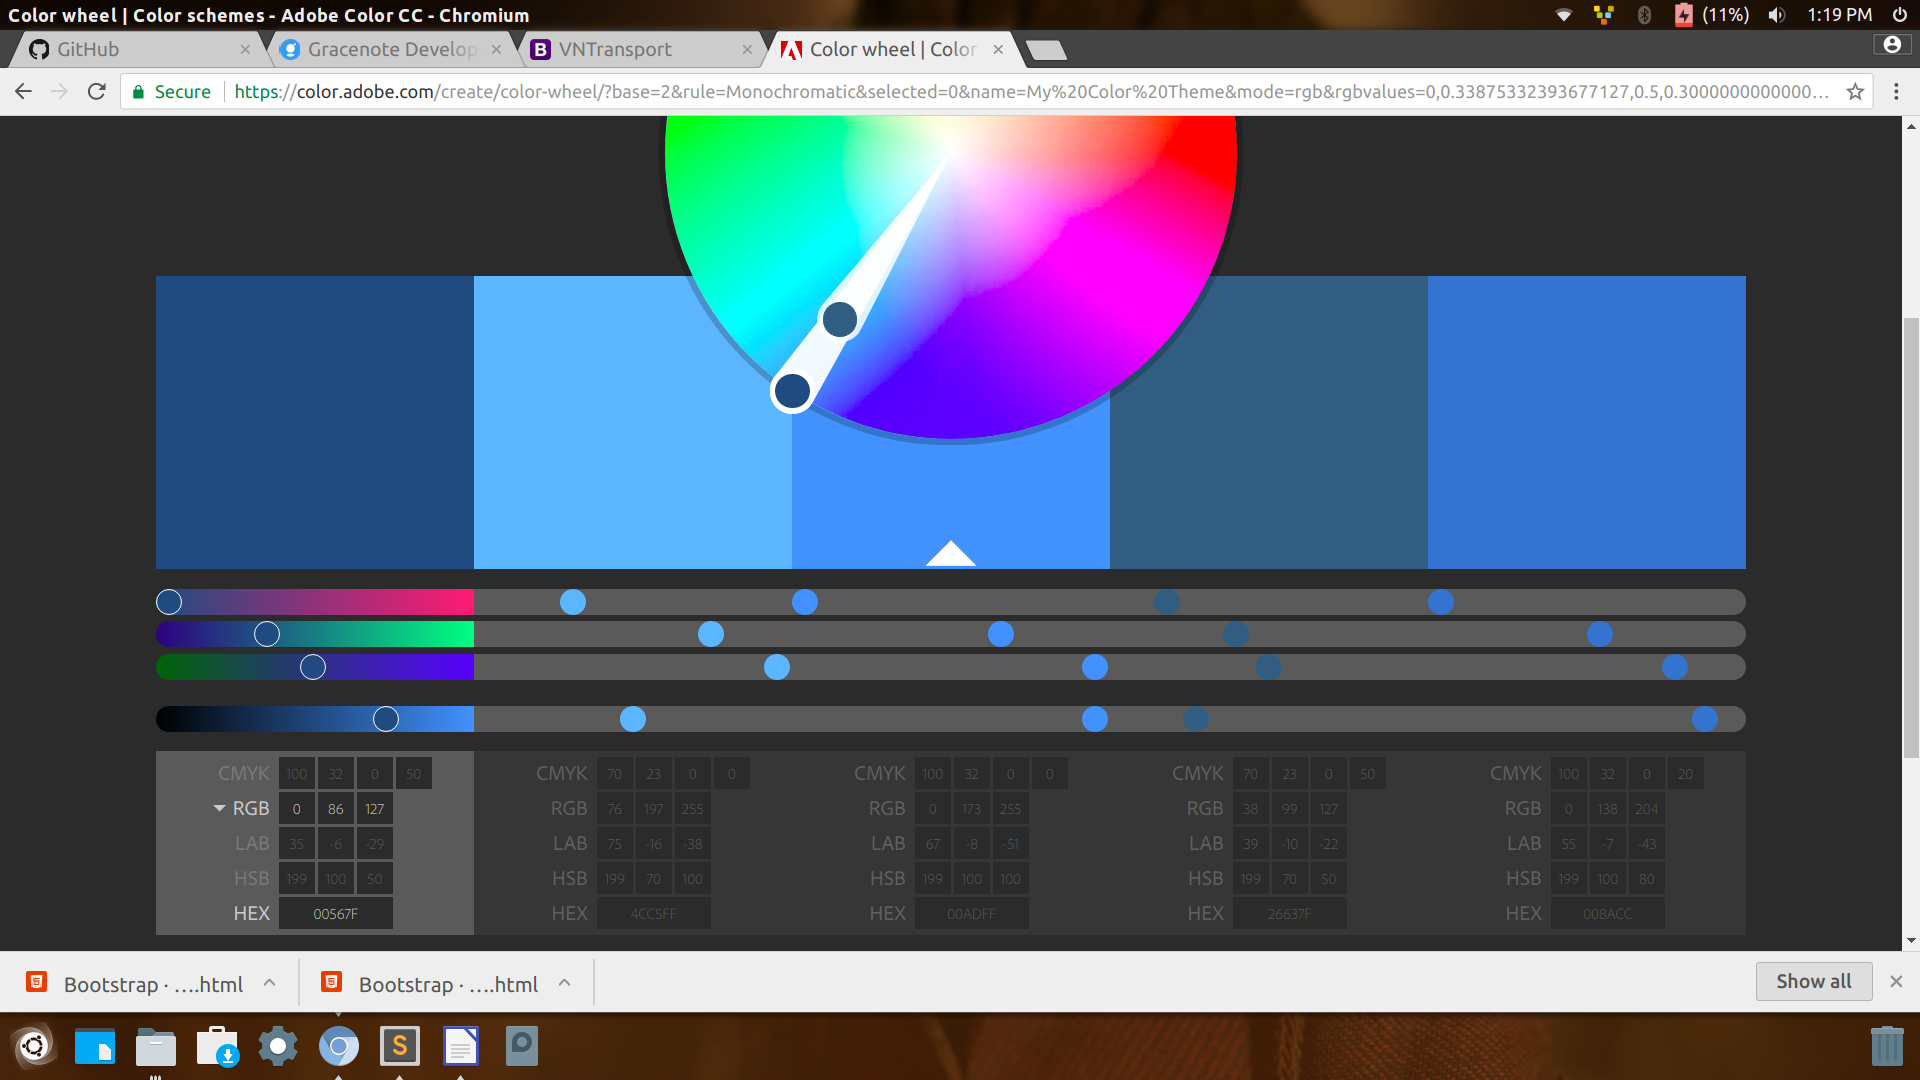 Color wheel | Color schemes - Adobe Color CC - Chromium
(11%)
1:19 PM
GitHub
Gracenote Develop
VNTransport
Color wheel | Color
Secure
https://color.adobe.com/create/color-wheel/?base=2&rule=Monochromatic&selected=0&name=My%20Color%20Theme&mode=rgb&rgbvalues=0,0.33875332393677127,0.5,0.3000000000000...
CMYK 100 32 0 50 CMYK 70 23 0 0 CMYK 100 32 0 0 CMYK 70 23 0 50 CMYK 100 32 0 20
RGB 0 86 127 RGB 76 197 255 RGB 0 173 255 RGB 38 99 127 RGB 0 138 204
LAB 35 -6 -29 LAB 75 -16 -38 LAB 67 -8 -51 LAB 39 -10 -22 LAB 55 -7 -43
HSB 199 100 50 HSB 199 70 100 HSB 199 100 100 HSB 199 70 50 HSB 199 100 80
HEX 00567F HEX 4CC5FF HEX 00ADFF HEX 26637F HEX 008ACC
Bootstrap · ....html
Bootstrap · ....html
Show all